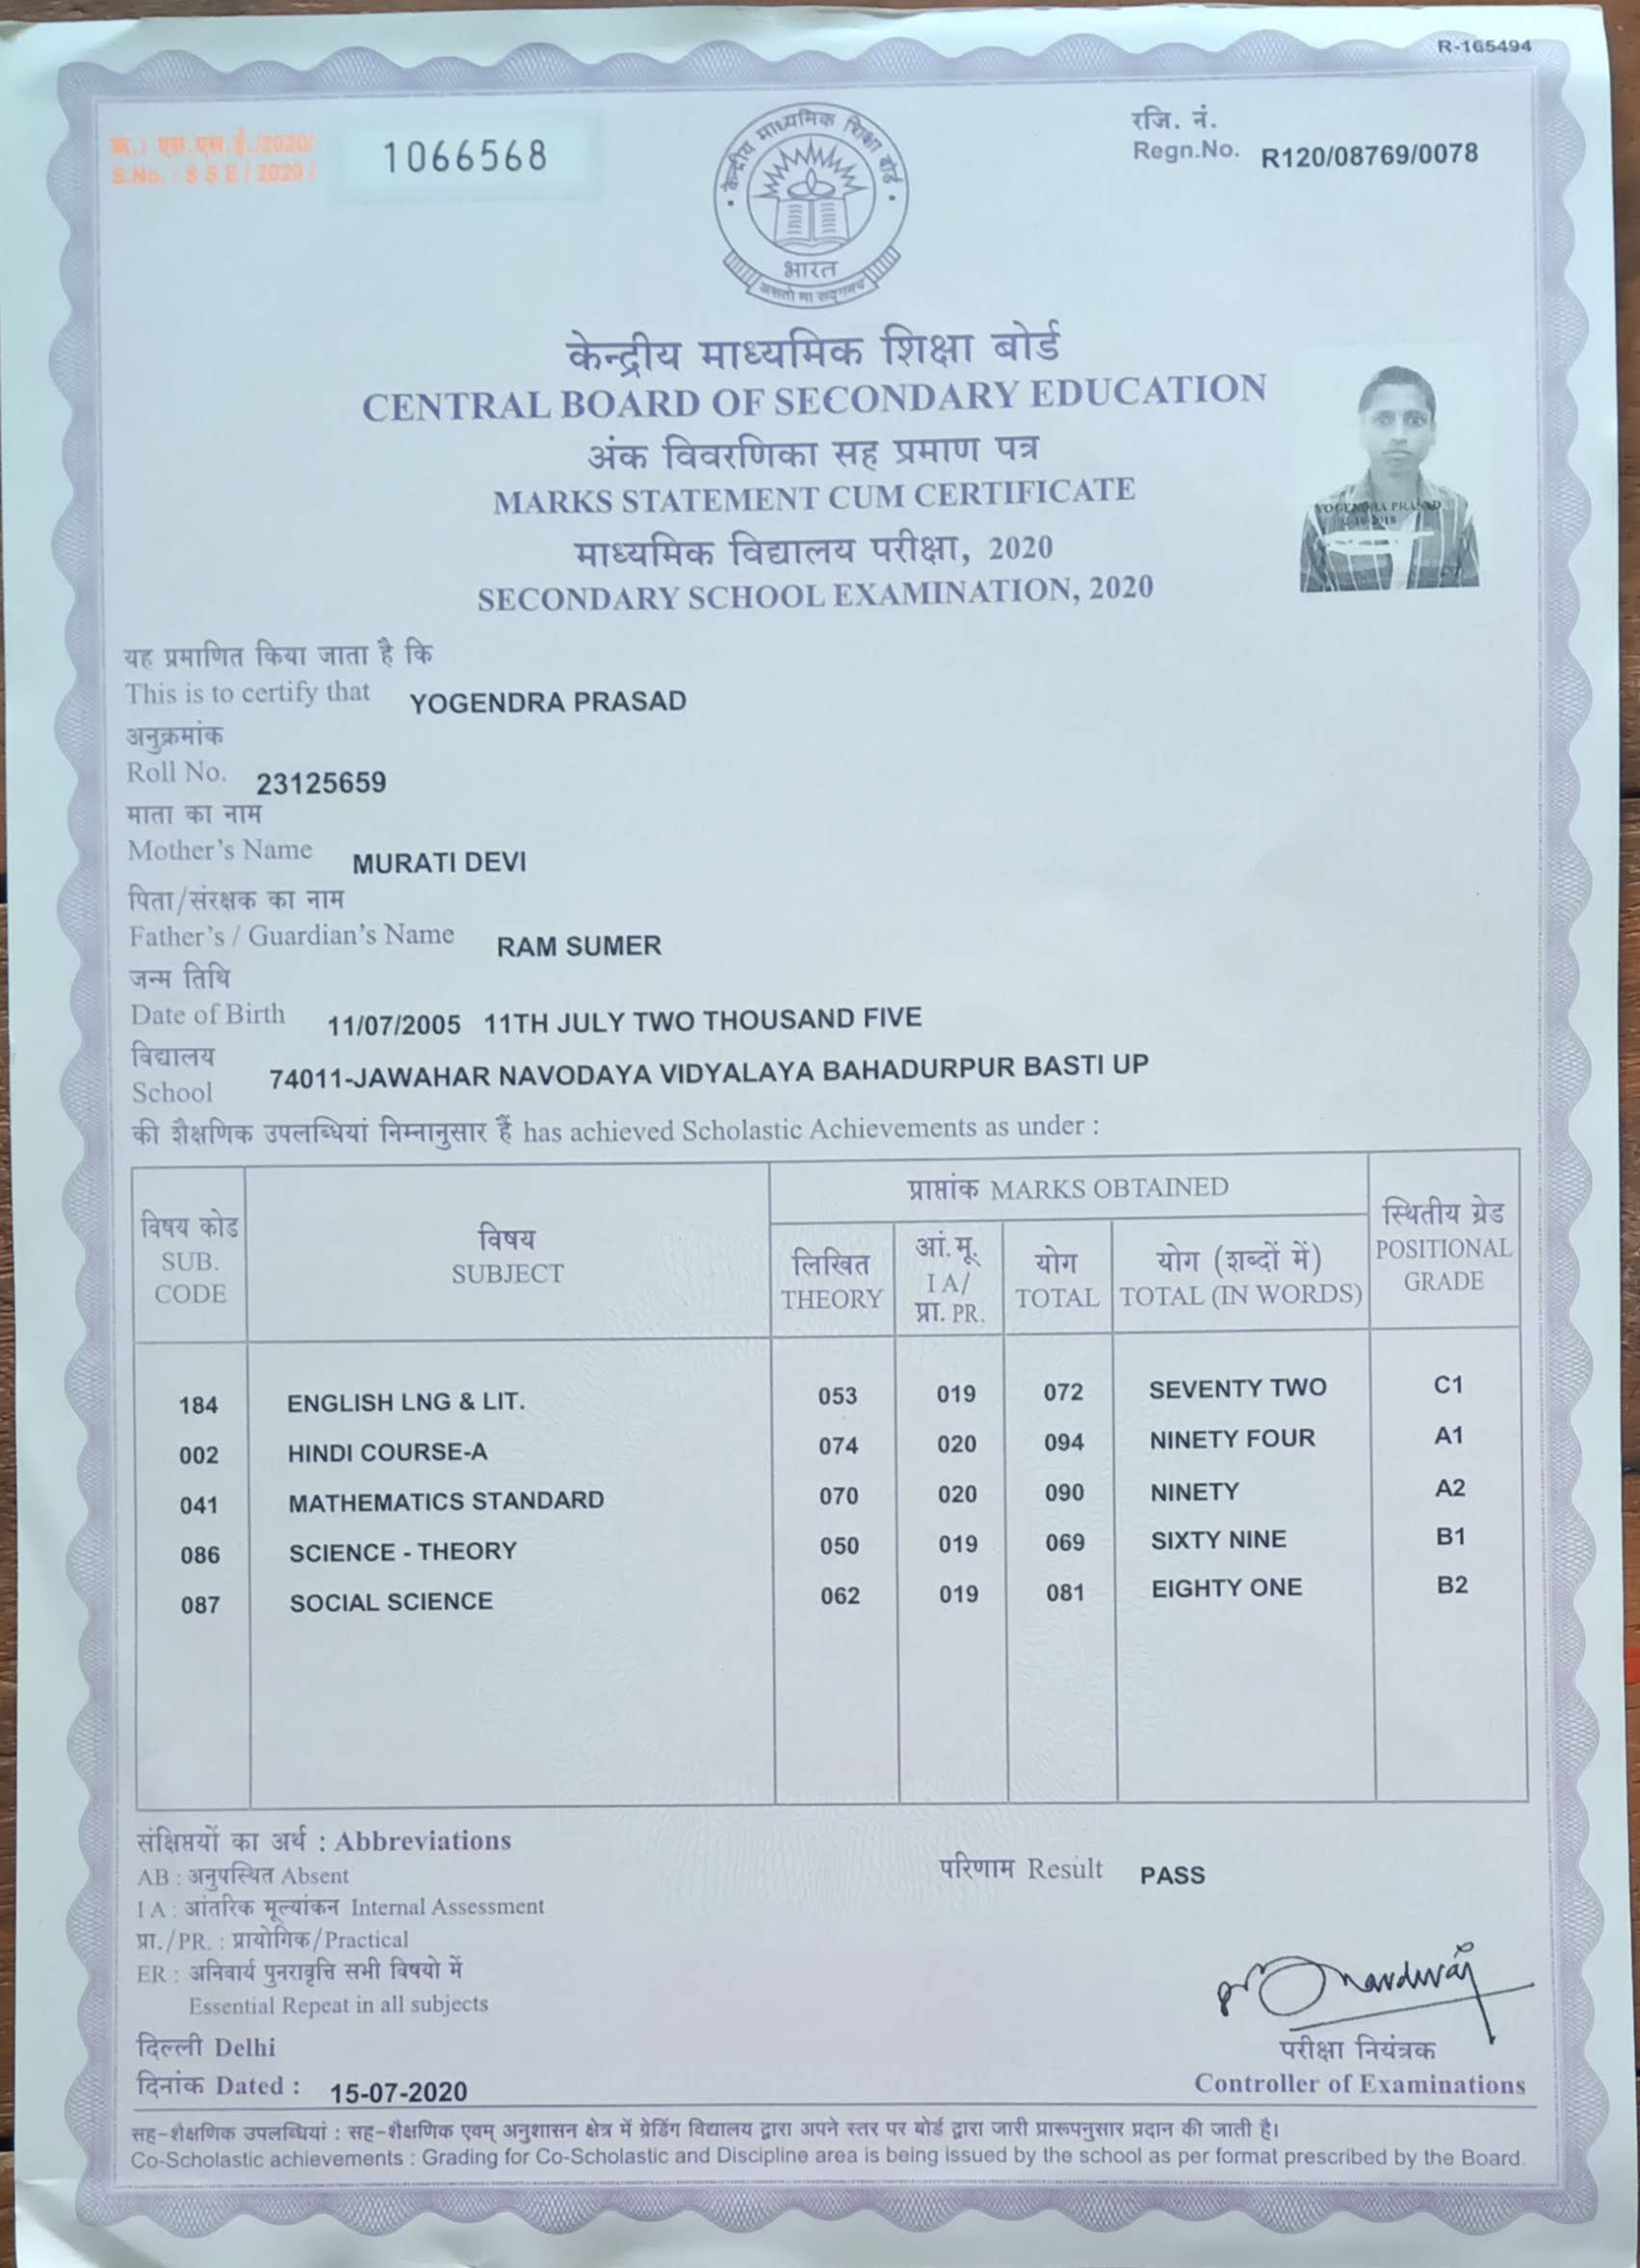 R-165494
क्र.: एस.एस.ई./2020/
S.No. : S S E / 2020 /
1066568
रजि. नं.
Regn.No. R120/08769/0078
केन्द्रीय माध्यमिक शिक्षा बोर्ड
भारत
असतो मा सद्गमय
केन्द्रीय माध्यमिक शिक्षा बोर्ड
CENTRAL BOARD OF SECONDARY EDUCATION
अंक विवरणिका सह प्रमाण पत्र
MARKS STATEMENT CUM CERTIFICATE
माध्यमिक विद्यालय परीक्षा, 2020
SECONDARY SCHOOL EXAMINATION, 2020
YOGENDRA PRASAD
यह प्रमाणित किया जाता है कि
This is to certify that YOGENDRA PRASAD
अनुक्रमांक
Roll No. 23125659
माता का नाम
Mother's Name MURATI DEVI
पिता/संरक्षक का नाम
Father's / Guardian's Name RAM SUMER
जन्म तिथि
Date of Birth 11/07/2005 11TH JULY TWO THOUSAND FIVE
विद्यालय
School 74011-JAWAHAR NAVODAYA VIDYALAYA BAHADURPUR BASTI UP
की शैक्षणिक उपलब्धियां निम्नानुसार हैं has achieved Scholastic Achievements as under :
विषय कोड
SUB.
CODE
विषय
SUBJECT
प्राप्तांक MARKS OBTAINED
लिखित
THEORY
आं.मू.
I A/
प्रा. PR.
योग
TOTAL
योग (शब्दों में)
TOTAL (IN WORDS)
स्थितीय ग्रेड
POSITIONAL
GRADE
184 ENGLISH LNG & LIT. 053 019 072 SEVENTY TWO C1
002 HINDI COURSE-A 074 020 094 NINETY FOUR A1
041 MATHEMATICS STANDARD 070 020 090 NINETY A2
086 SCIENCE - THEORY 050 019 069 SIXTY NINE B1
087 SOCIAL SCIENCE 062 019 081 EIGHTY ONE B2
संक्षिप्तयों का अर्थ : Abbreviations
AB : अनुपस्थित Absent
I A : आंतरिक मूल्यांकन Internal Assessment
प्रा./PR. : प्रायोगिक/Practical
ER : अनिवार्य पुनरावृत्ति सभी विषयो में
Essential Repeat in all subjects
परिणाम Result PASS
दिल्ली Delhi
दिनांक Dated : 15-07-2020
परीक्षा नियंत्रक
Controller of Examinations
सह-शैक्षणिक उपलब्धियां : सह-शैक्षणिक एवम् अनुशासन क्षेत्र में ग्रेडिंग विद्यालय द्वारा अपने स्तर पर बोर्ड द्वारा जारी प्रारूपनुसार प्रदान की जाती है।
Co-Scholastic achievements : Grading for Co-Scholastic and Discipline area is being issued by the school as per format prescribed by the Board.